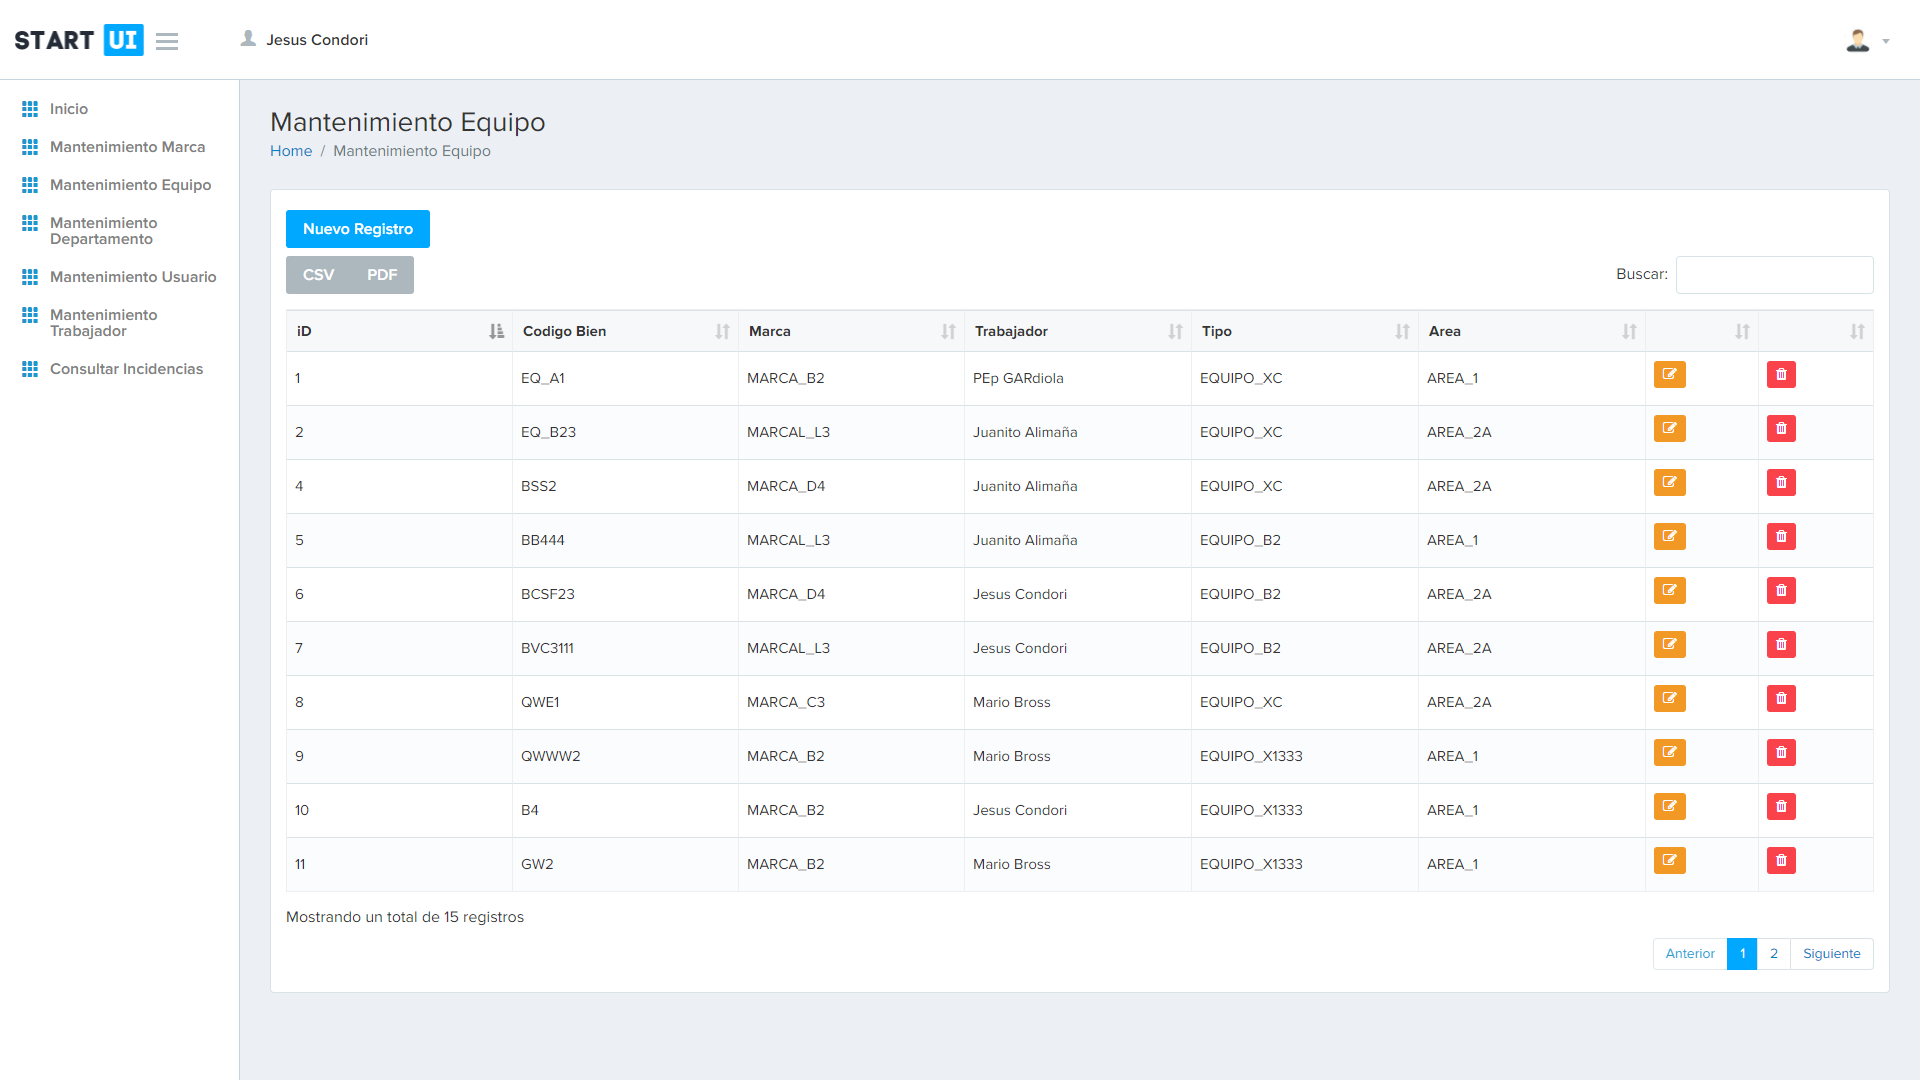 START UI
Jesus Condori
Inicio
Mantenimiento Marca
Mantenimiento Equipo
Mantenimiento
Departamento
Mantenimiento Usuario
Mantenimiento
Trabajador
Consultar Incidencias
Mantenimiento Equipo
Home / Mantenimiento Equipo
Nuevo Registro
CSV PDF
Buscar:
iD Codigo Bien Marca Trabajador Tipo Area
1 EQ_A1 MARCA_B2 PEp GARdiola EQUIPO_XC AREA_1
2 EQ_B23 MARCAL_L3 Juanito Alimaña EQUIPO_XC AREA_2A
4 BSS2 MARCA_D4 Juanito Alimaña EQUIPO_XC AREA_2A
5 BB444 MARCAL_L3 Juanito Alimaña EQUIPO_B2 AREA_1
6 BCSF23 MARCA_D4 Jesus Condori EQUIPO_B2 AREA_2A
7 BVC3111 MARCAL_L3 Jesus Condori EQUIPO_B2 AREA_2A
8 QWE1 MARCA_C3 Mario Bross EQUIPO_XC AREA_2A
9 QWWW2 MARCA_B2 Mario Bross EQUIPO_X1333 AREA_1
10 B4 MARCA_B2 Jesus Condori EQUIPO_X1333 AREA_1
11 GW2 MARCA_B2 Mario Bross EQUIPO_X1333 AREA_1
Mostrando un total de 15 registros
Anterior 1 2 Siguiente